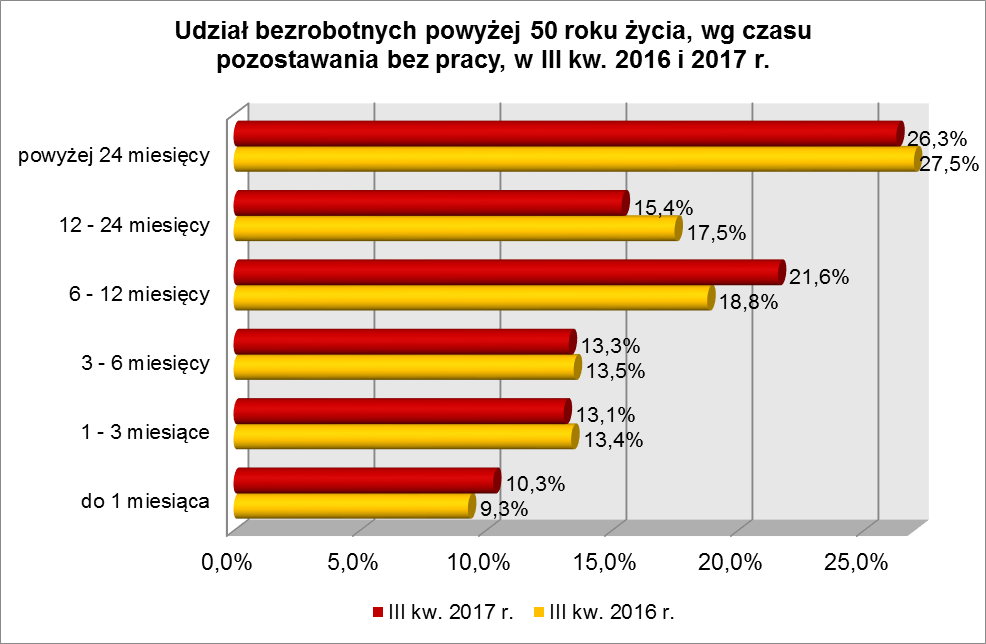 Udział bezrobotnych powyżej 50 roku życia, wg czasu
pozostawania bez pracy, w III kw. 2016 i 2017 r.
powyżej 24 miesięcy
26,3%
27,5%
12 - 24 miesięcy
15,4%
17,5%
6 - 12 miesięcy
21,6%
18,8%
3 - 6 miesięcy
13,3%
13,5%
1 - 3 miesiące
13,1%
13,4%
do 1 miesiąca
10,3%
9,3%
0,0% 5,0% 10,0% 15,0% 20,0% 25,0%
III kw. 2017 r. III kw. 2016 r.